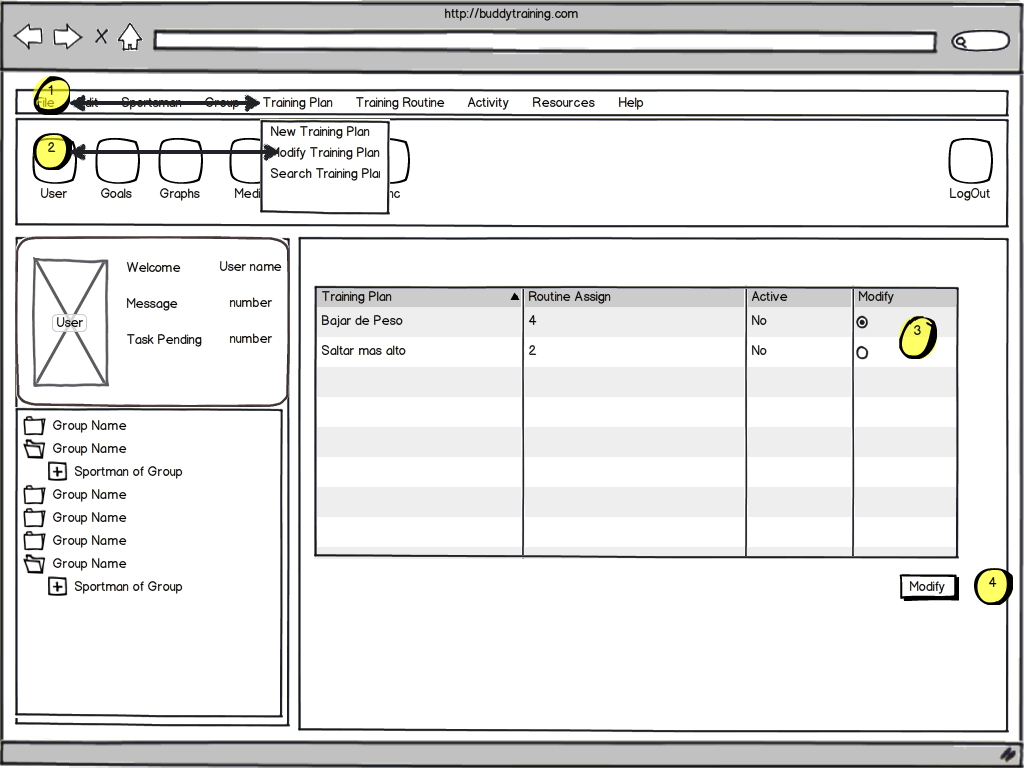 http://buddytraining.com
1
File Edit Sportsman Group Training Plan Training Routine Activity Resources Help
New Training Plan
Modify Training Plan
Search Training Plan
2
User Goals Graphs Medi nc LogOut
Welcome User name
Message number
Task Pending number
User
Group Name
Group Name
Sportman of Group
Group Name
Group Name
Group Name
Group Name
Sportman of Group
Training Plan Routine Assign Active Modify
Bajar de Peso 4 No
3
Saltar mas alto 2 No
Modify 4